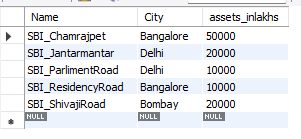 Name City assets_inlakhs
SBI_Chamrajpet Bangalore 50000
SBI_Jantarmantar Delhi 20000
SBI_ParlimentRoad Delhi 10000
SBI_ResidencyRoad Bangalore 10000
SBI_ShivajiRoad Bombay 20000
NULL NULL NULL